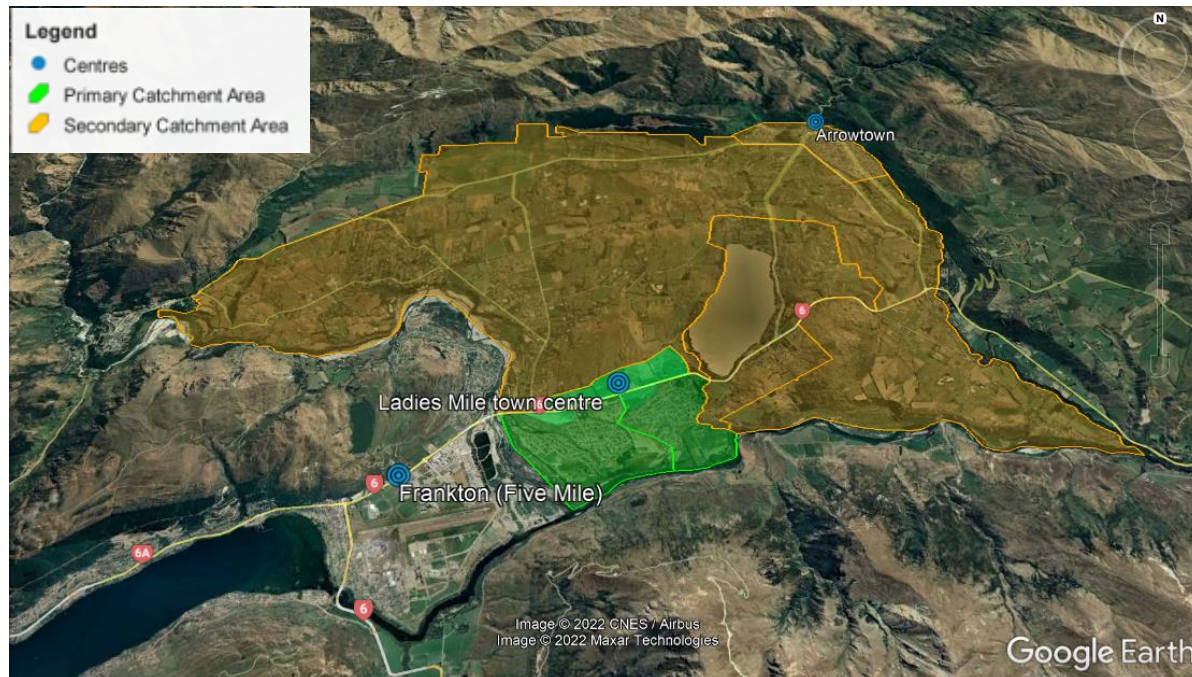 Legend
Centres
Primary Catchment Area
Secondary Catchment Area
N
Arrowtown
6
Ladies Mile town centre
6
Frankton (Five Mile)
6
6A
6
Image © 2022 CNES / Airbus
Image © 2022 Maxar Technologies
Google Earth